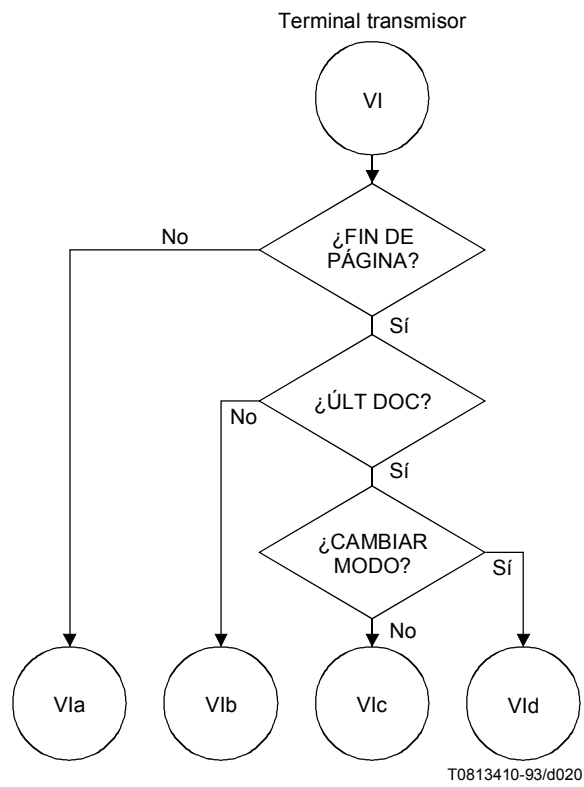 Terminal transmisor
VI
No
¿FIN DE
PÁGINA?
Sí
No
¿ÚLT DOC?
Sí
¿CAMBIAR
MODO?
Sí
No
VIa
VIb
VIc
VId
T0813410-93/d020